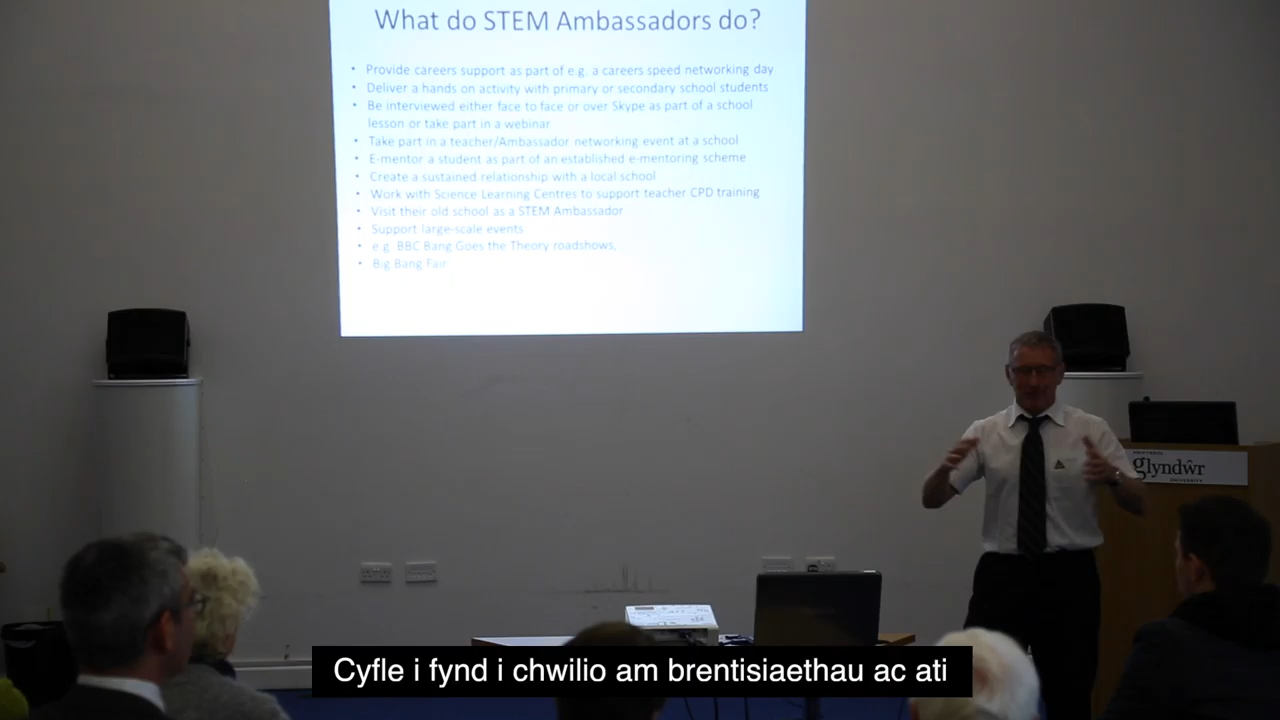 What do STEM Ambassadors do?
• Provide careers support as part of e.g. a careers speed networking day
• Deliver a hands on activity with primary or secondary school students
• Be interviewed either face to face or over Skype as part of a school
lesson or take part in a webinar
• Take part in a teacher/Ambassador networking event at a school
• E-mentor a student as part of an established e-mentoring scheme
• Create a sustained relationship with a local school
• Work with Science Learning Centres to support teacher CPD training
• Visit their old school as a STEM Ambassador
• Support large-scale events
• e.g. BBC Bang Goes the Theory roadshows,
• Big Bang Fair
glyndŵr
UNIVERSITY
Cyfle i fynd i chwilio am brentisiaethau ac ati